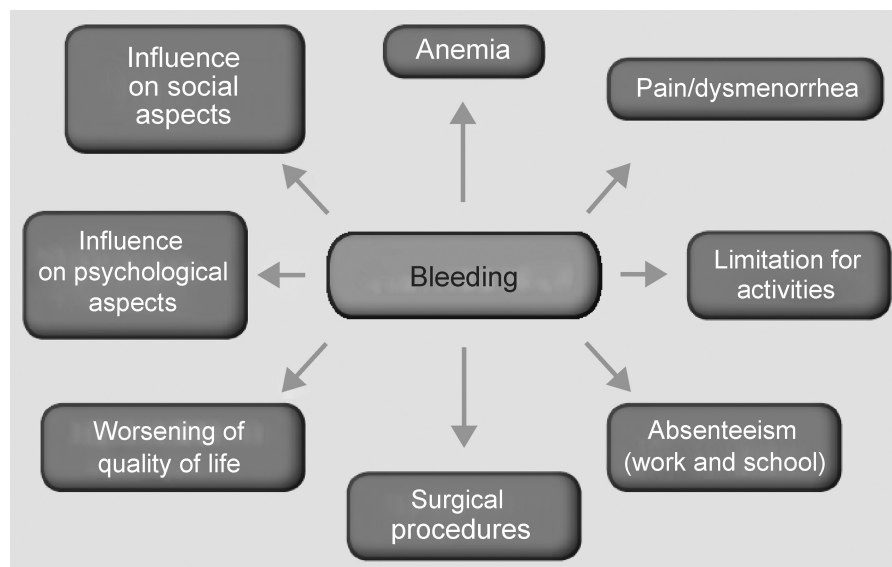 Influence
on social
aspects
Anemia
Pain/dysmenorrhea
Influence
on psychological
aspects
Bleeding
Limitation for
activities
Worsening of
quality of life
Surgical
procedures
Absenteeism
(work and school)